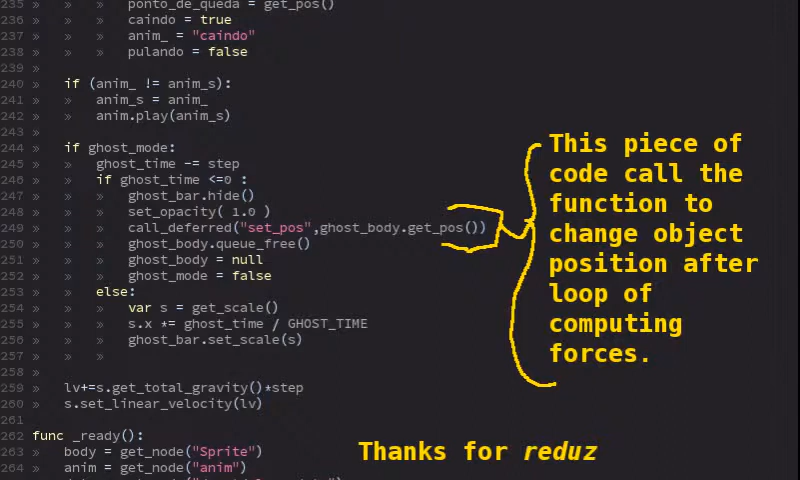 235 » » » ponto_de_queda = get_pos()
236 » » » caindo = true
237 » » » anim_ = "caindo"
238 » » » pulando = false
239 »
240 » if (anim_ != anim_s):
241 » » anim_s = anim_
242 » » anim.play(anim_s)
243 »
244 » if ghost_mode:
245 » » ghost_time -= step
246 » » if ghost_time <=0 :
247 » » » ghost_bar.hide()
248 » » » set_opacity( 1.0 )
249 » » » call_deferred("set_pos",ghost_body.get_pos())
250 » » » ghost_body.queue_free()
251 » » » ghost_body = null
252 » » » ghost_mode = false
253 » » else:
254 » » » var s = get_scale()
255 » » » s.x *= ghost_time / GHOST_TIME
256 » » » ghost_bar.set_scale(s)
257 » » »
258 »
259 » lv+=s.get_total_gravity()*step
260 » s.set_linear_velocity(lv)
261
262 func _ready():
263 » body = get_node("Sprite")
264 » anim = get_node("anim")
This piece of
code call the
function to
change object
position after
loop of
computing
forces.
Thanks for reduz